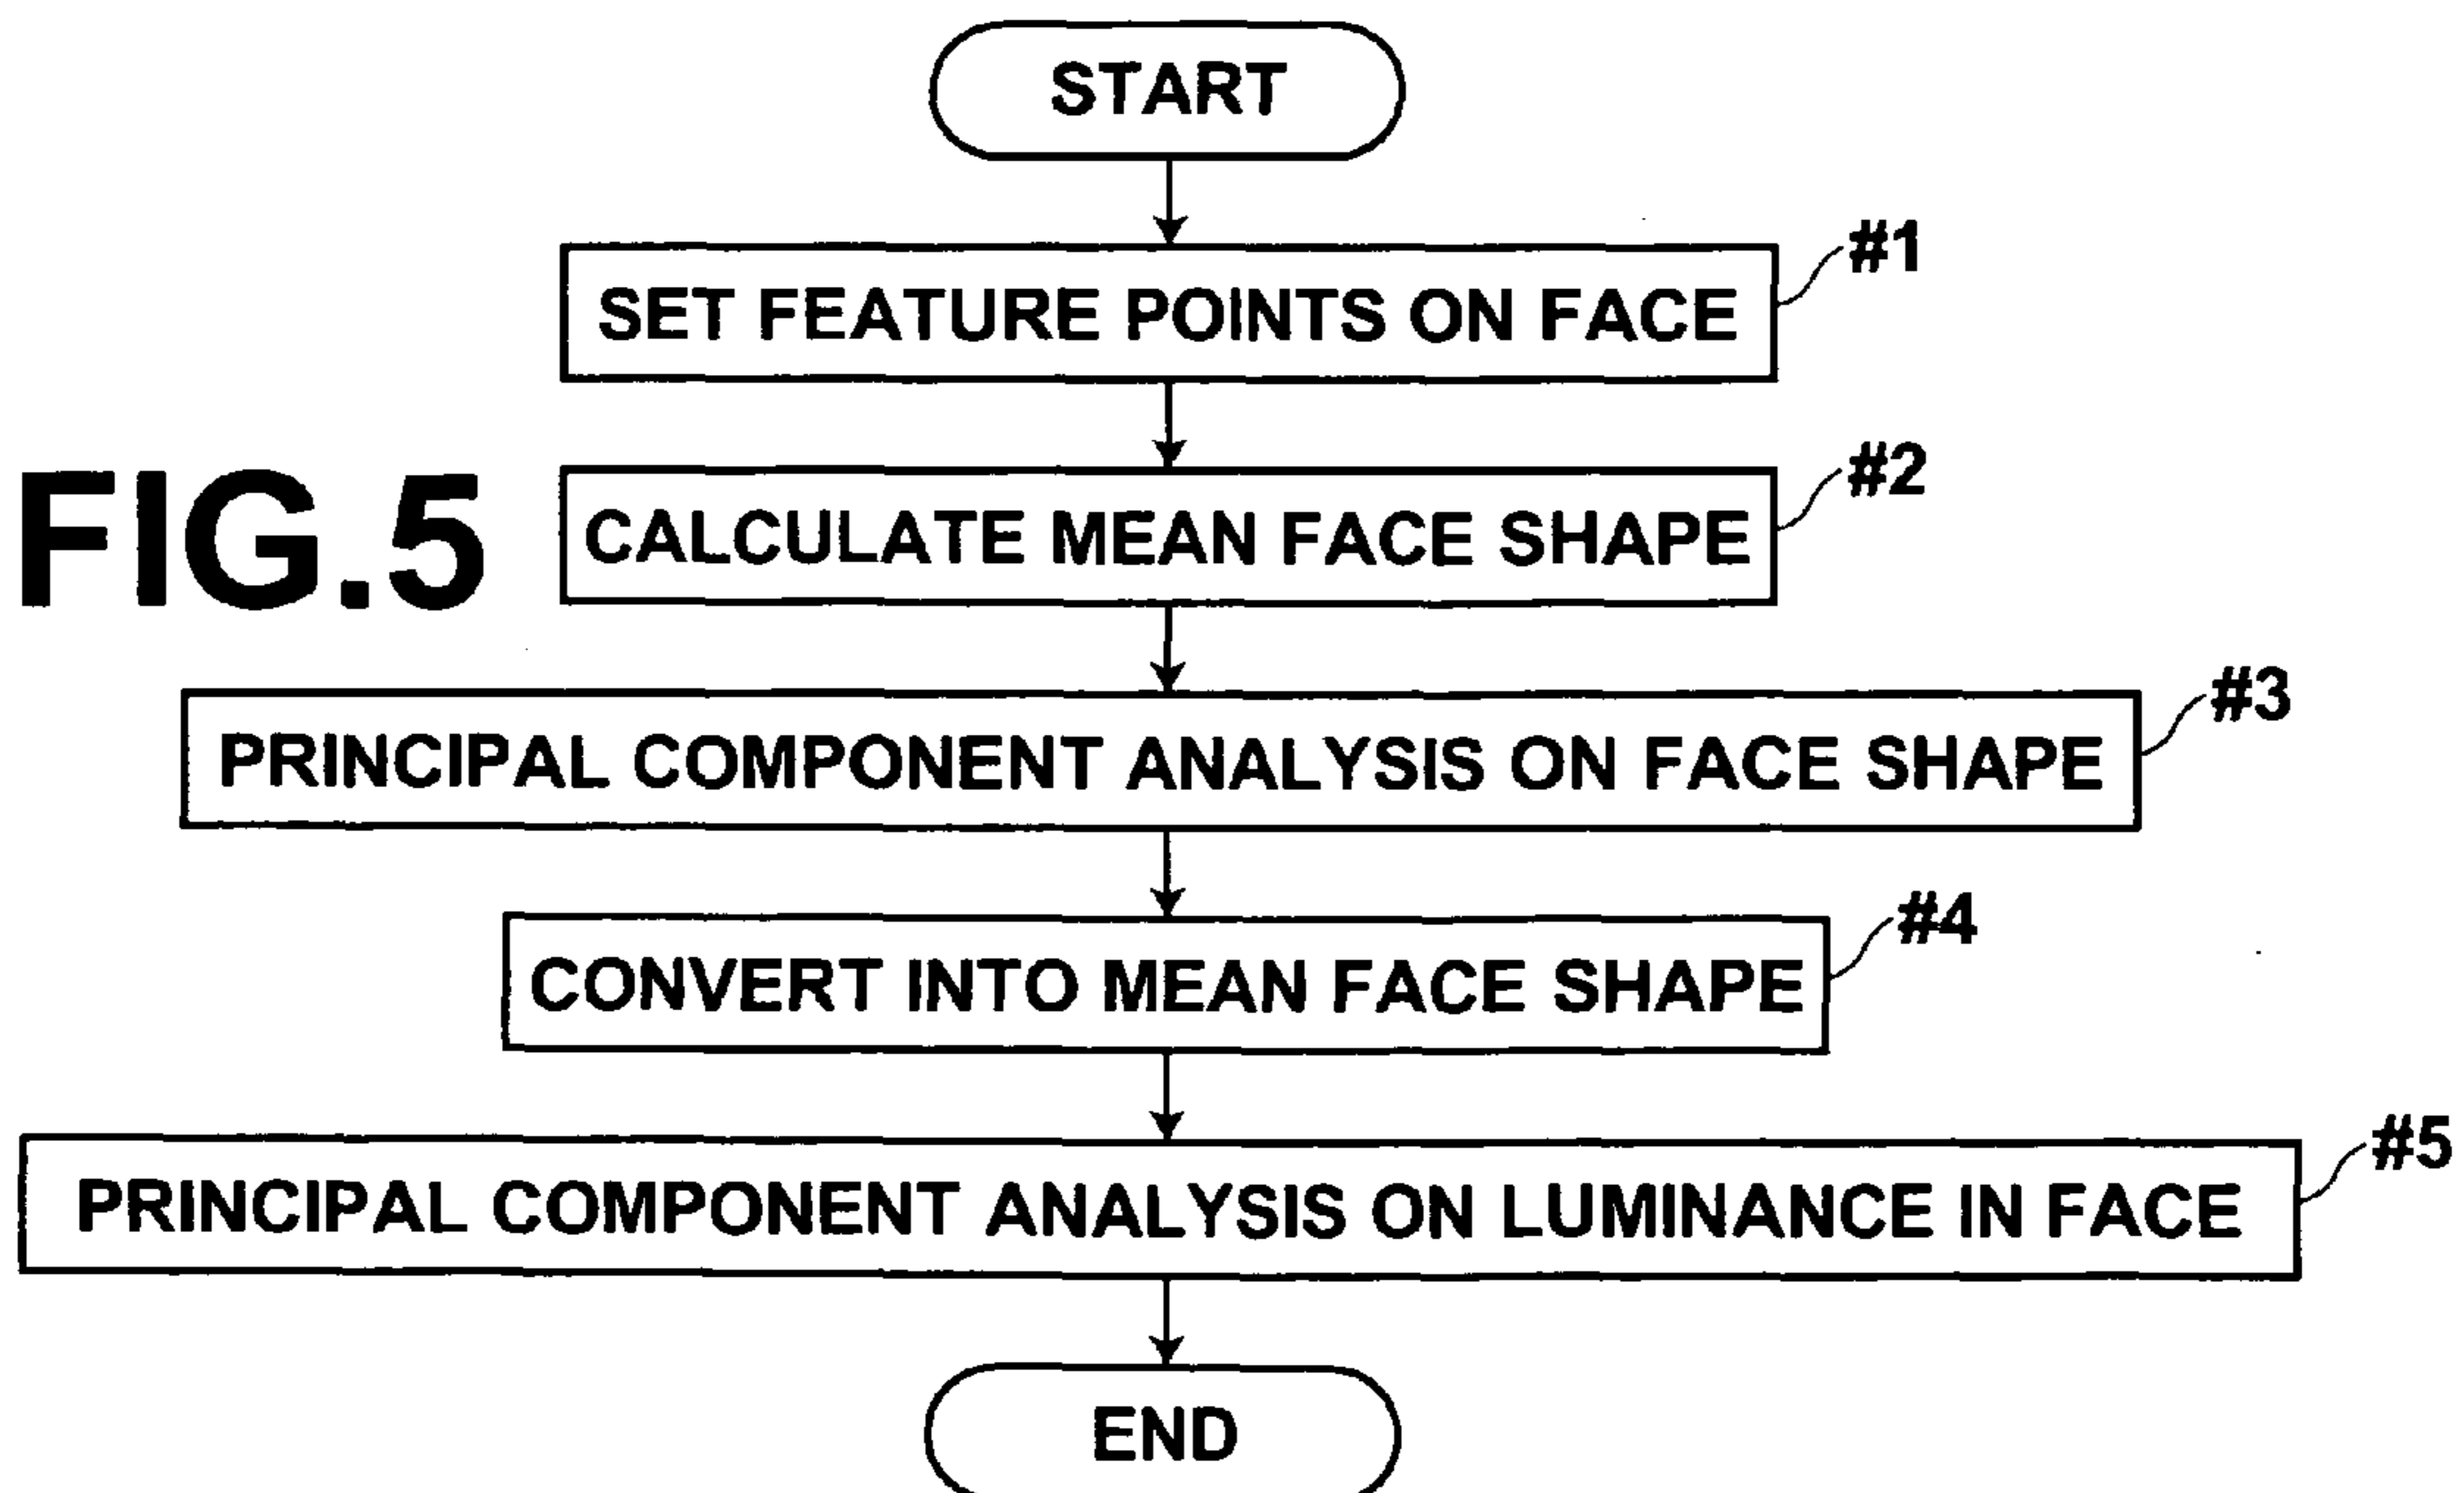 START
#1
SET FEATURE POINTS ON FACE
#2
FIG.5
CALCULATE MEAN FACE SHAPE
#3
PRINCIPAL COMPONENT ANALYSIS ON FACE SHAPE
#4
CONVERT INTO MEAN FACE SHAPE
#5
PRINCIPAL COMPONENT ANALYSIS ON LUMINANCE IN FACE
END